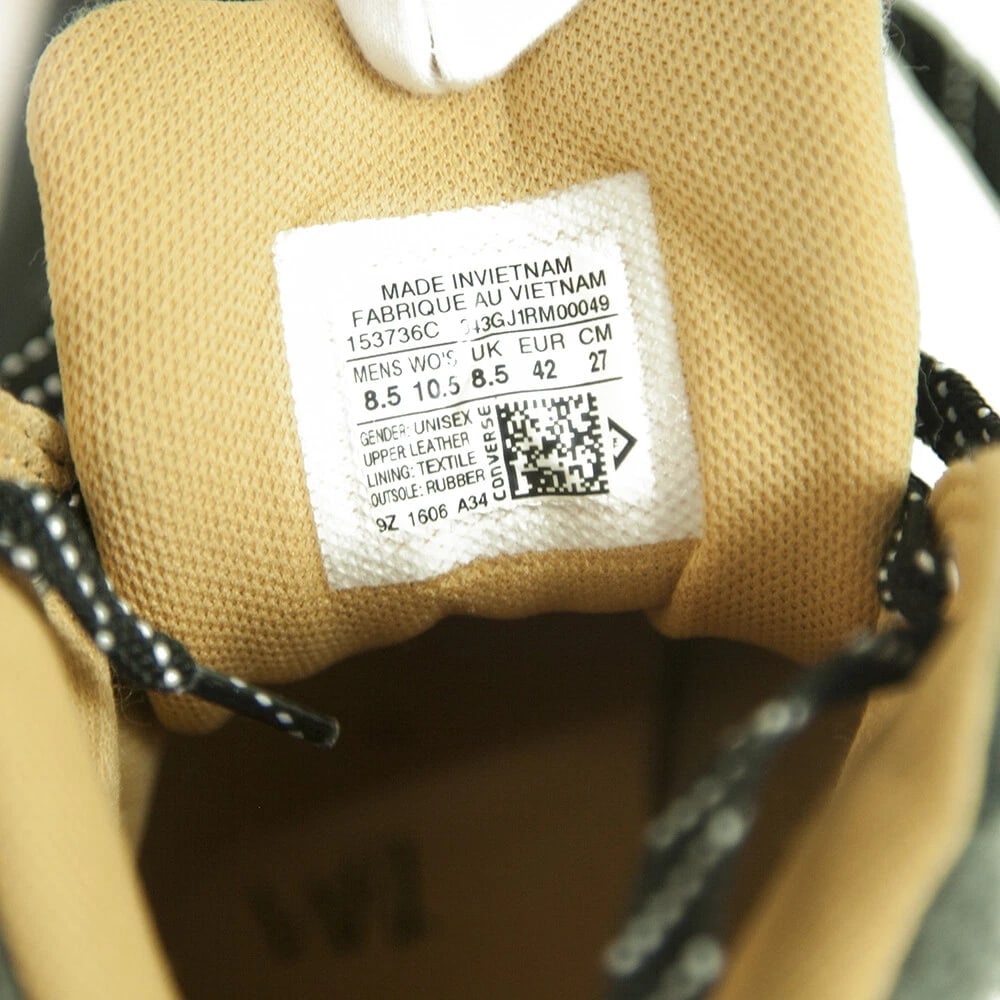 MADE INVIETNAM
FABRIQUE AU VIETNAM
153736C
MENS WO'S UK EUR CM
8.5 10.5 8.5 42 27
GENDER: UNISEX
UPPER LEATHER
LINING: TEXTILE
OUTSOLE: RUBBER
9Z 1606 A34
CONVERSE